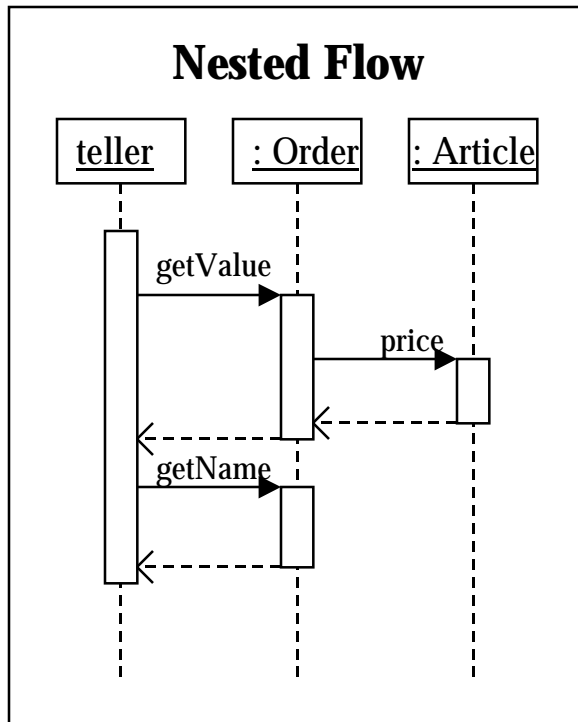 Nested Flow
teller
: Order
: Article
getValue
price
getName